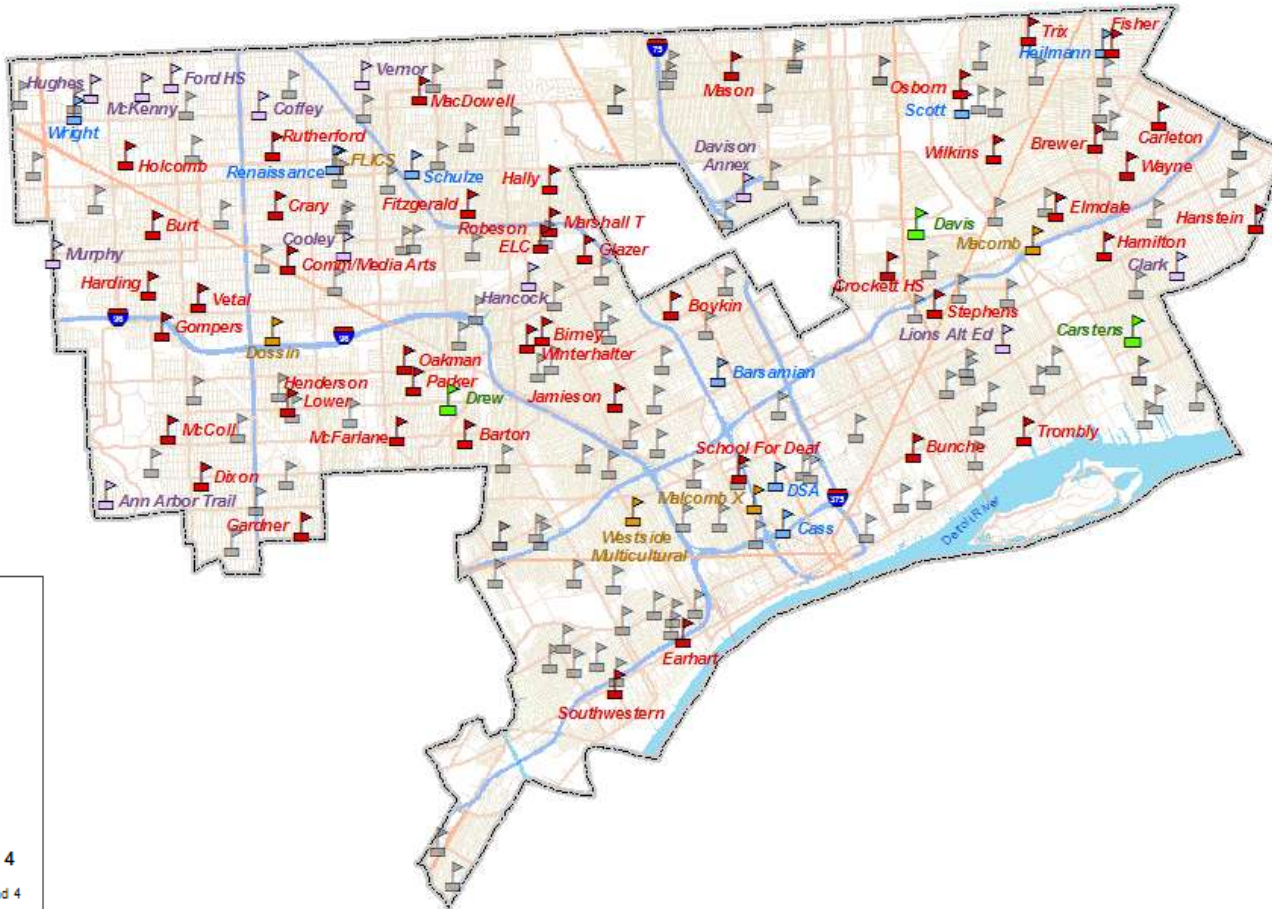 Trix
Fisher
Heilmann
75
Hughes
Ford HS
Vernor
McKenny
MacDowell
Mason
Osborn
Coffey
Wright
Scott
Carleton
Rutherford
Davison
Annex
Wilkins
Brewer
Holcomb
FLICS
Renaissance
Schulze
Hally
Wayne
Crary
Fitzgerald
Burt
Robeson
Marshall T
Davis
Elmdale
Hanstein
Cooley
ELC
Glazer
Macomb
Hamilton
Murphy
Comm/Media Arts
Clark
Harding
Vetal
Hancock
Crockett HS
Boykin
Stephens
96
Gompers
96
Birney
Lions Alt Ed
Carstens
Dossin
Winterhalter
Oakman
Barsamian
Henderson
Parker
Lower
Drew
Jamieson
McColl
McFarlane
Barton
School For Deaf
Bunche
Trombly
Dixon
Malcomb X
DSA
375
Ann Arbor Trail
Gardner
Westside
Multicultural
Cass
Detroit River
Earhart
Southwestern
4
d 4